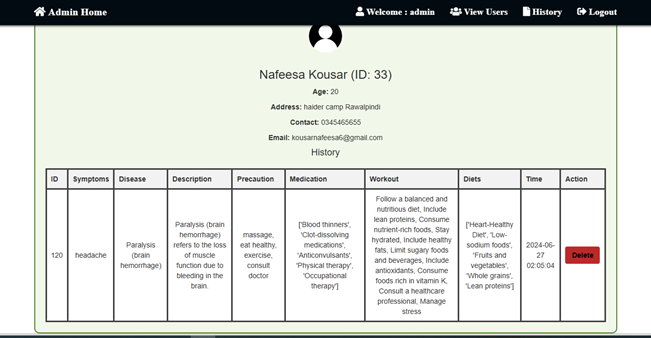 Admin Home
Welcome : admin
View Users
History
Logout
Nafeesa Kousar (ID: 33)
Age: 20
Address: haider camp Rawalpindi
Contact: 0345465655
Email: kousarnafeesa6@gmail.com
History
ID
Symptoms
Disease
Description
Precaution
Medication
Workout
Diets
Time
Action
120
headache
Paralysis
(brain
hemorrhage)
Paralysis (brain
hemorrhage)
refers to the loss
of muscle
function due to
bleeding in the
brain.
massage,
eat healthy,
exercise,
consult
doctor
['Blood thinners',
'Clot-dissolving
medications',
'Anticonvulsants',
'Physical therapy',
'Occupational
therapy']
Follow a balanced and
nutritious diet, Include
lean proteins, Consume
nutrient-rich foods, Stay
hydrated, Include healthy
fats, Limit sugary foods
and beverages, Include
antioxidants, Consume
foods rich in vitamin K,
Consult a healthcare
professional, Manage
stress
['Heart-Healthy
Diet', 'Low-
sodium foods',
'Fruits and
vegetables',
'Whole grains',
'Lean proteins']
2024-06-
27
02:05:04
Delete